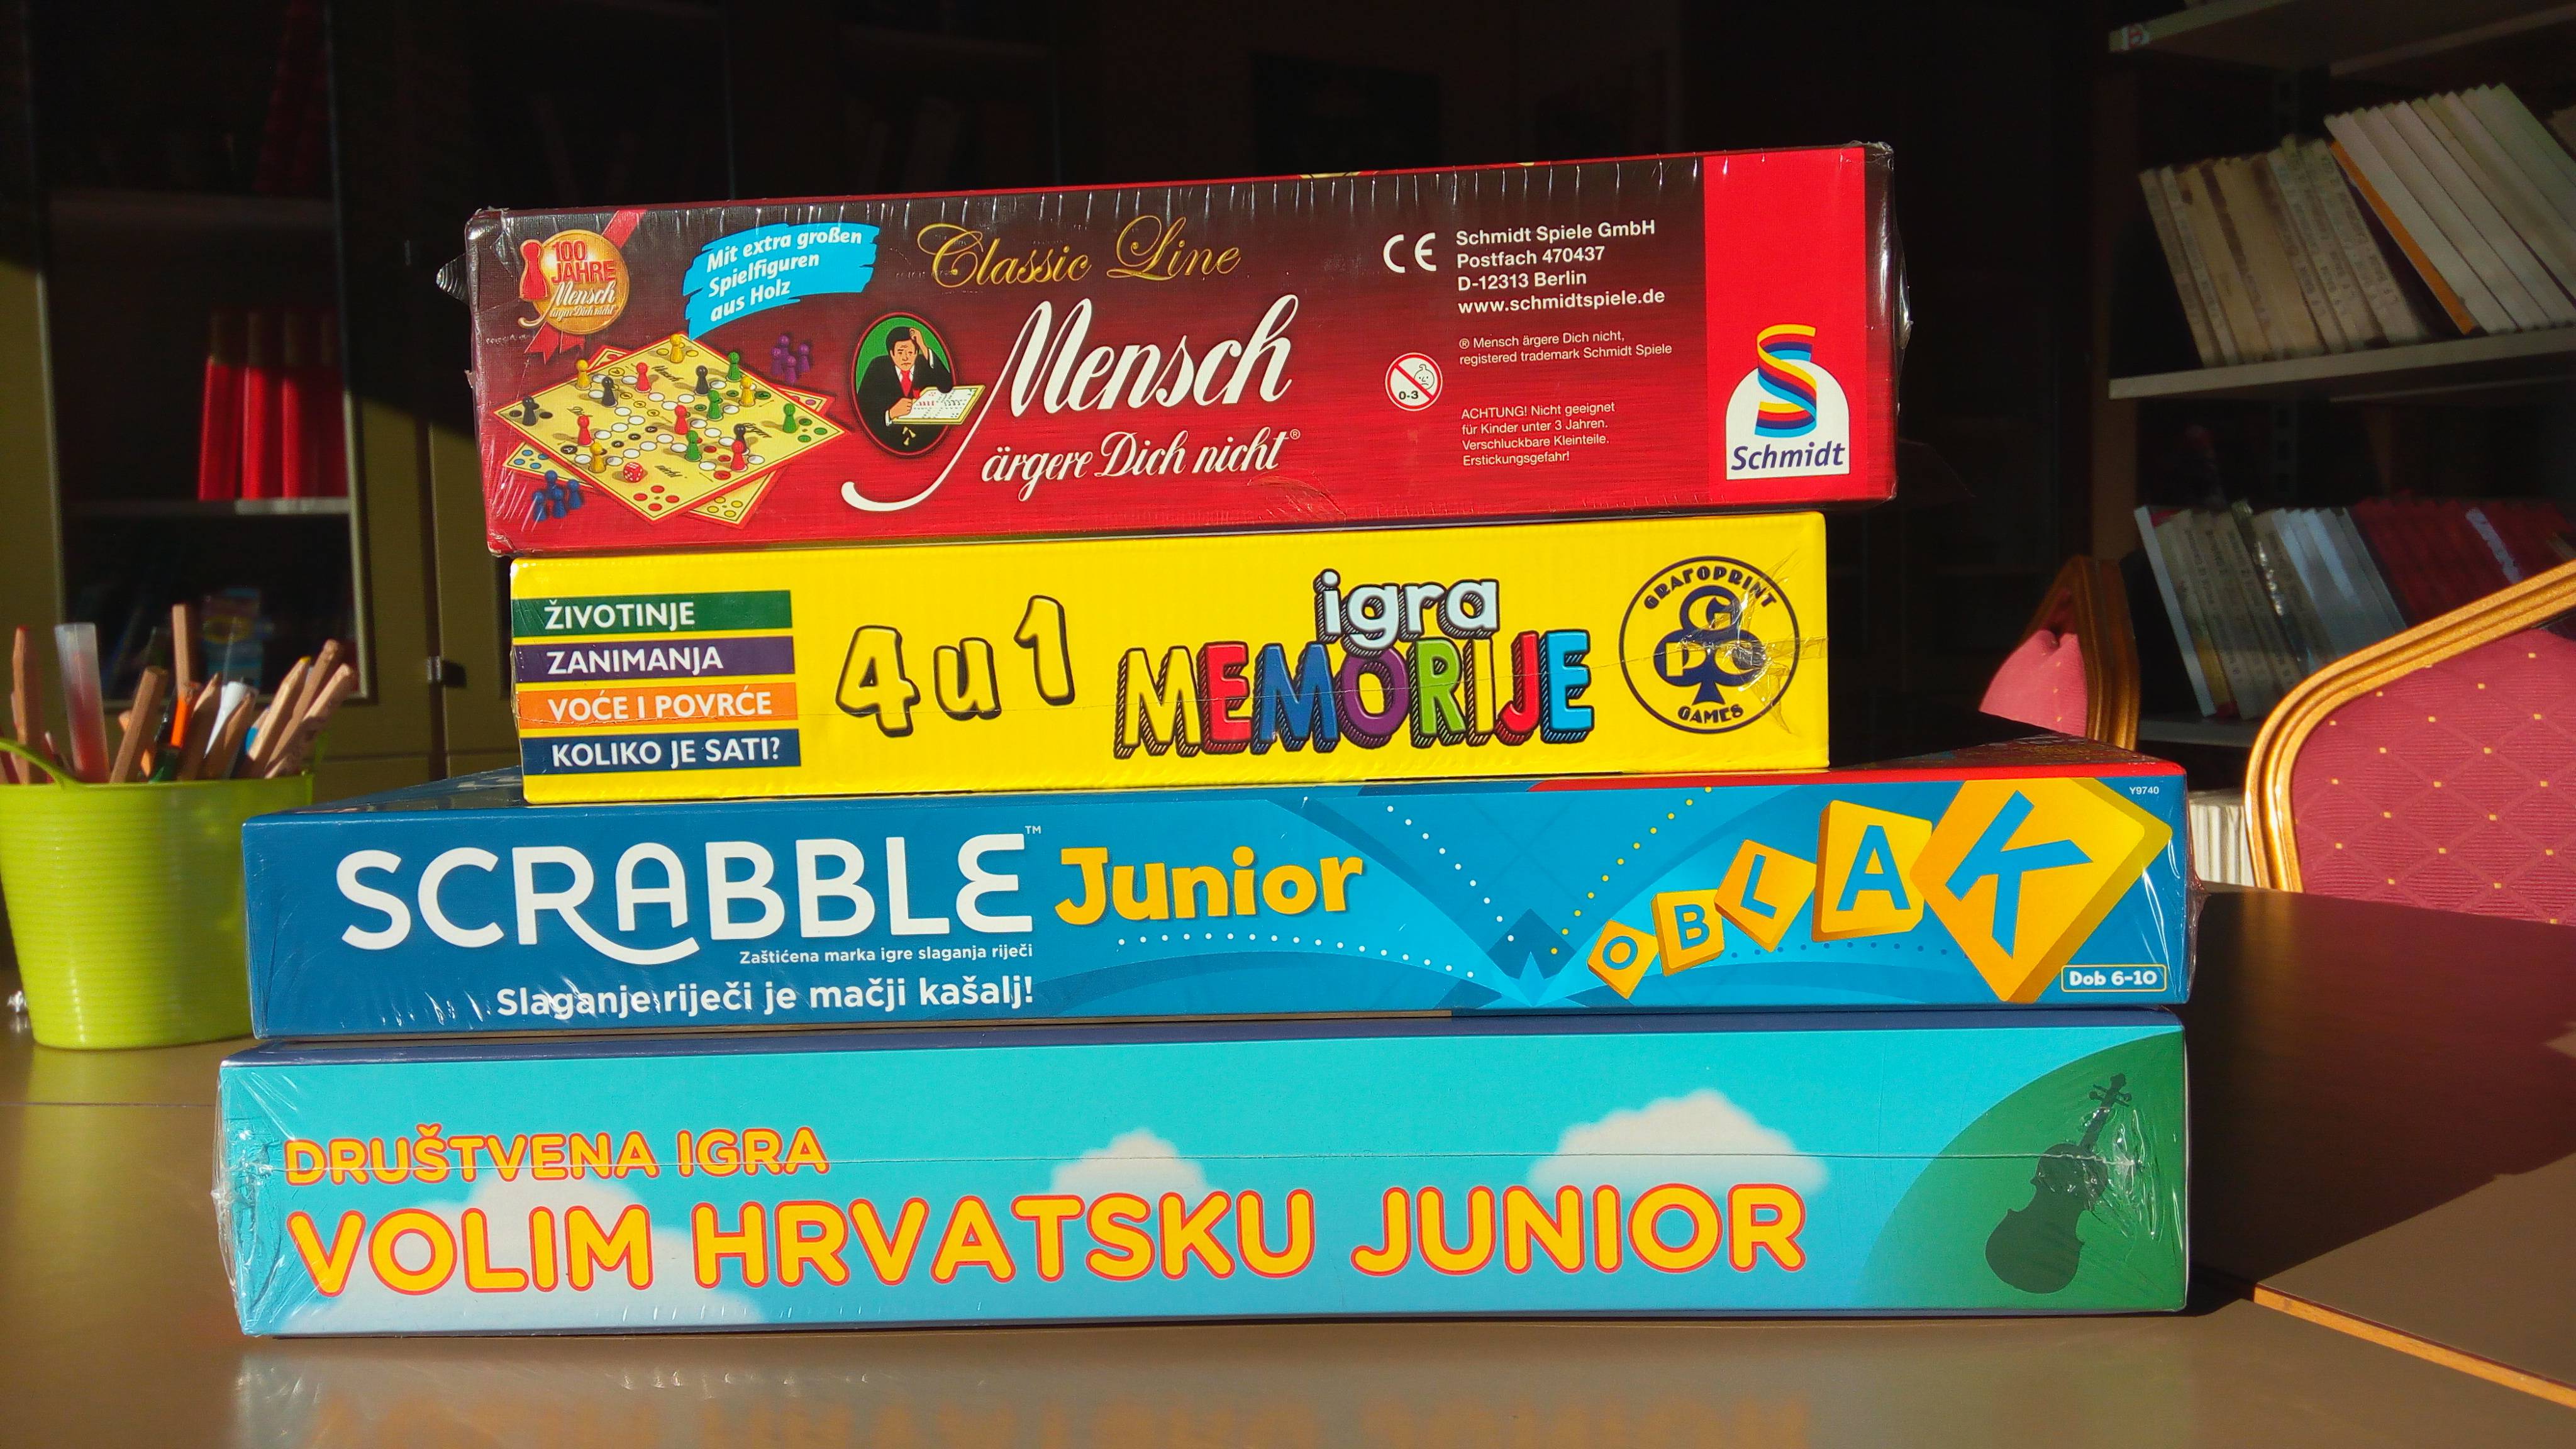 100
JAHRE
Mensch
ärgere Dich nicht
Mit extra großen
Spielfiguren
aus Holz
Classic Line
Mensch
ärgere Dich nicht®
CE
0-3
Schmidt Spiele GmbH
Postfach 470437
D-12313 Berlin
www.schmidtspiele.de
® Mensch ärgere Dich nicht,
registered trademark Schmidt Spiele
ACHTUNG! Nicht geeignet
für Kinder unter 3 Jahren.
Verschluckbare Kleinteile.
Erstickungsgefahr!
Schmidt
ŽIVOTINJE
ZANIMANJA
VOĆE I POVRĆE
KOLIKO JE SATI?
4 u 1
igra
MEMORIJE
GRAFOPRINT
G
P G
GAMES
SCRABBLE™ Junior
Zaštićena marka igre slaganja riječi
Slaganje riječi je mačji kašalj!
OBLAK
Y9740
Dob 6-10
DRUŠTVENA IGRA
VOLIM HRVATSKU JUNIOR